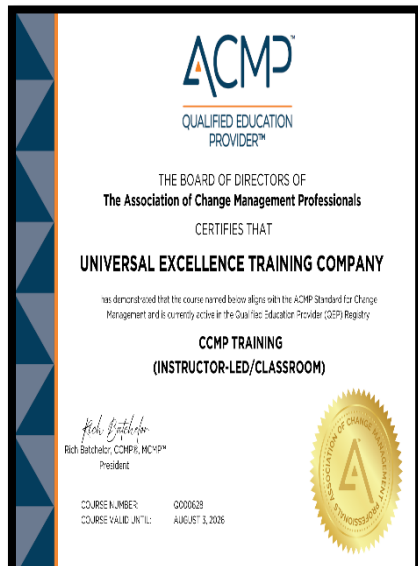 ACMP™
QUALIFIED EDUCATION
PROVIDER™
THE BOARD OF DIRECTORS OF
The Association of Change Management Professionals
CERTIFIES THAT
UNIVERSAL EXCELLENCE TRAINING COMPANY
has demonstrated that the course named below aligns with the ACMP Standard for Change
Management and is currently active in the Qualified Education Provider (QEP) Registry
CCMP TRAINING
(INSTRUCTOR-LED/CLASSROOM)
Rich Batchelor
Rich Batchelor, CCMP®, MCMP™
President
COURSE NUMBER:
COURSE VALID UNTIL: AUGUST 3, 2026
ASSOCIATION OF CHANGE MANAGEMENT PROFESSIONALS